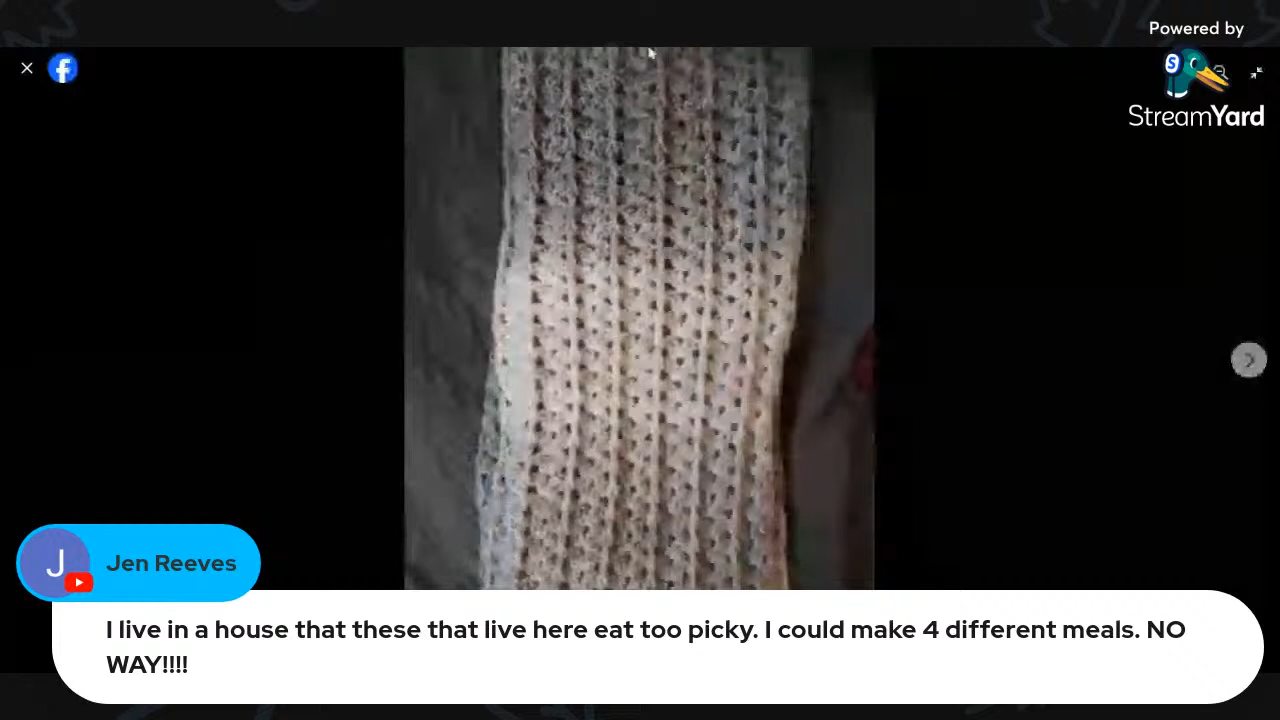 Powered by
StreamYard
Jen Reeves
I live in a house that these that live here eat too picky. I could make 4 different meals. NO
WAY!!!!